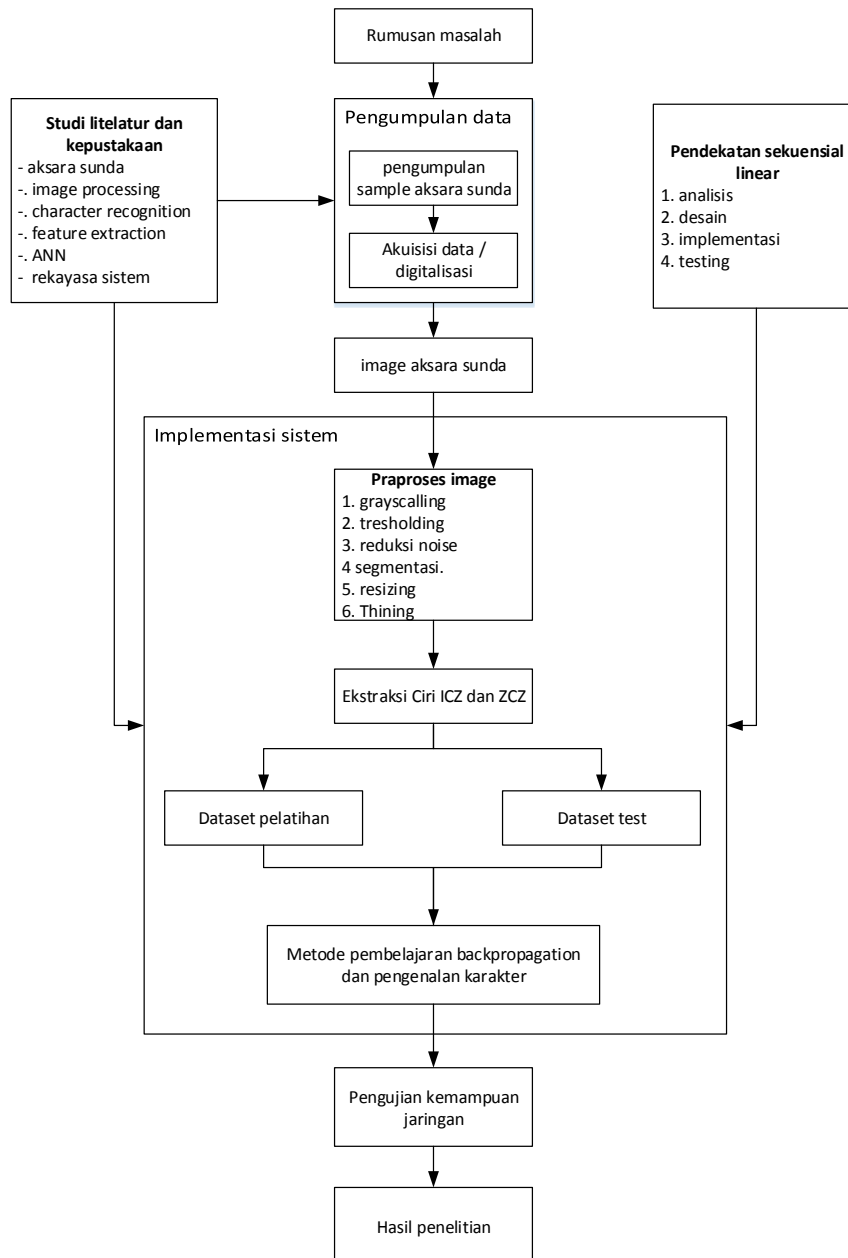 Rumusan masalah
Pengumpulan data
pengumpulan
sample aksara sunda
Akuisisi data /
digitalisasi
Studi litelatur dan
kepustakaan
- aksara sunda
-. image processing
-. character recognition
-. feature extraction
-. ANN
- rekayasa sistem
Pendekatan sekuensial
linear
1. analisis
2. desain
3. implementasi
4. testing
image aksara sunda
Implementasi sistem
Praproses image
1. grayscalling
2. tresholding
3. reduksi noise
4 segmentasi.
5. resizing
6. Thining
Ekstraksi Ciri ICZ dan ZCZ
Dataset pelatihan
Dataset test
Metode pembelajaran backpropagation
dan pengenalan karakter
Pengujian kemampuan
jaringan
Hasil penelitian